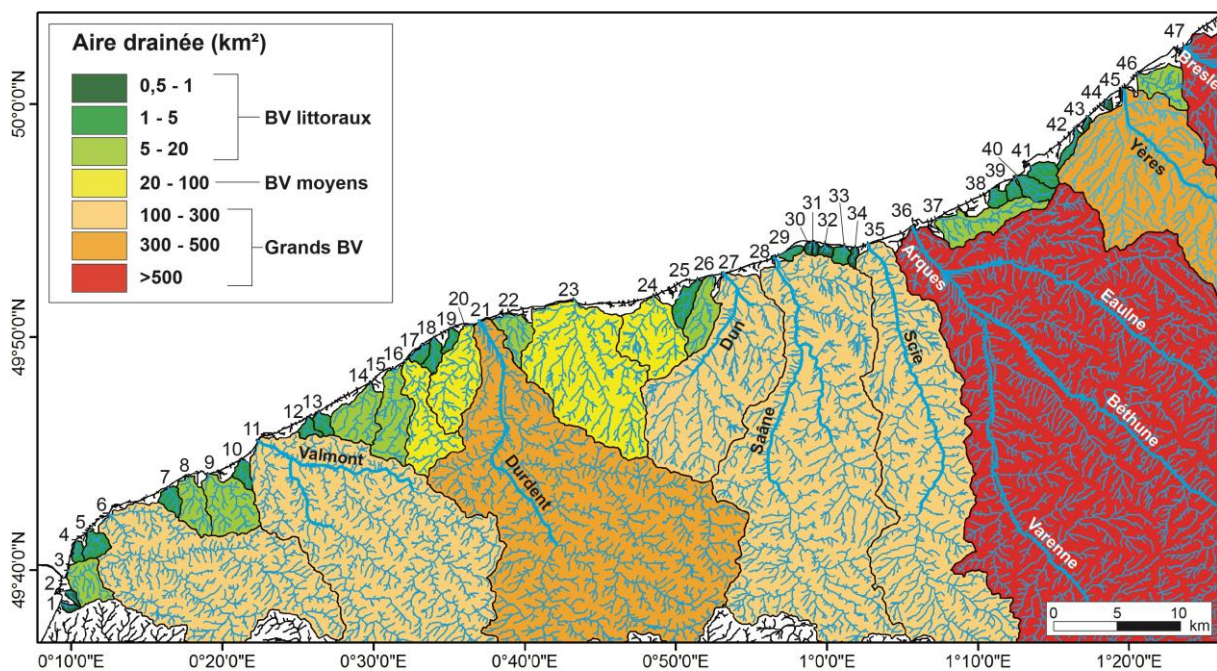 Aire drainée (km²)
0,5 - 1
1 - 5
5 - 20
20 - 100
100 - 300
300 - 500
>500
BV littoraux
BV moyens
Grands BV
50°0'0"N
49°50'0"N
49°40'0"N
0°10'0"E
0°20'0"E
0°30'0"E
0°40'0"E
0°50'0"E
1°0'0"E
1°10'0"E
1°20'0"E
1
2
3
4
5
6
7
8
9
10
11
12
13
14
15
16
17
18
19
20
21
22
23
24
25
26
27
28
29
30
31
32
33
34
35
36
37
38
39
40
41
42
43
44
45
46
47
Valmont
Durdent
Dun
Saâne
Scie
Arques
Eaulne
Béthune
Varenne
Yères
Bresle
0 5 10
km